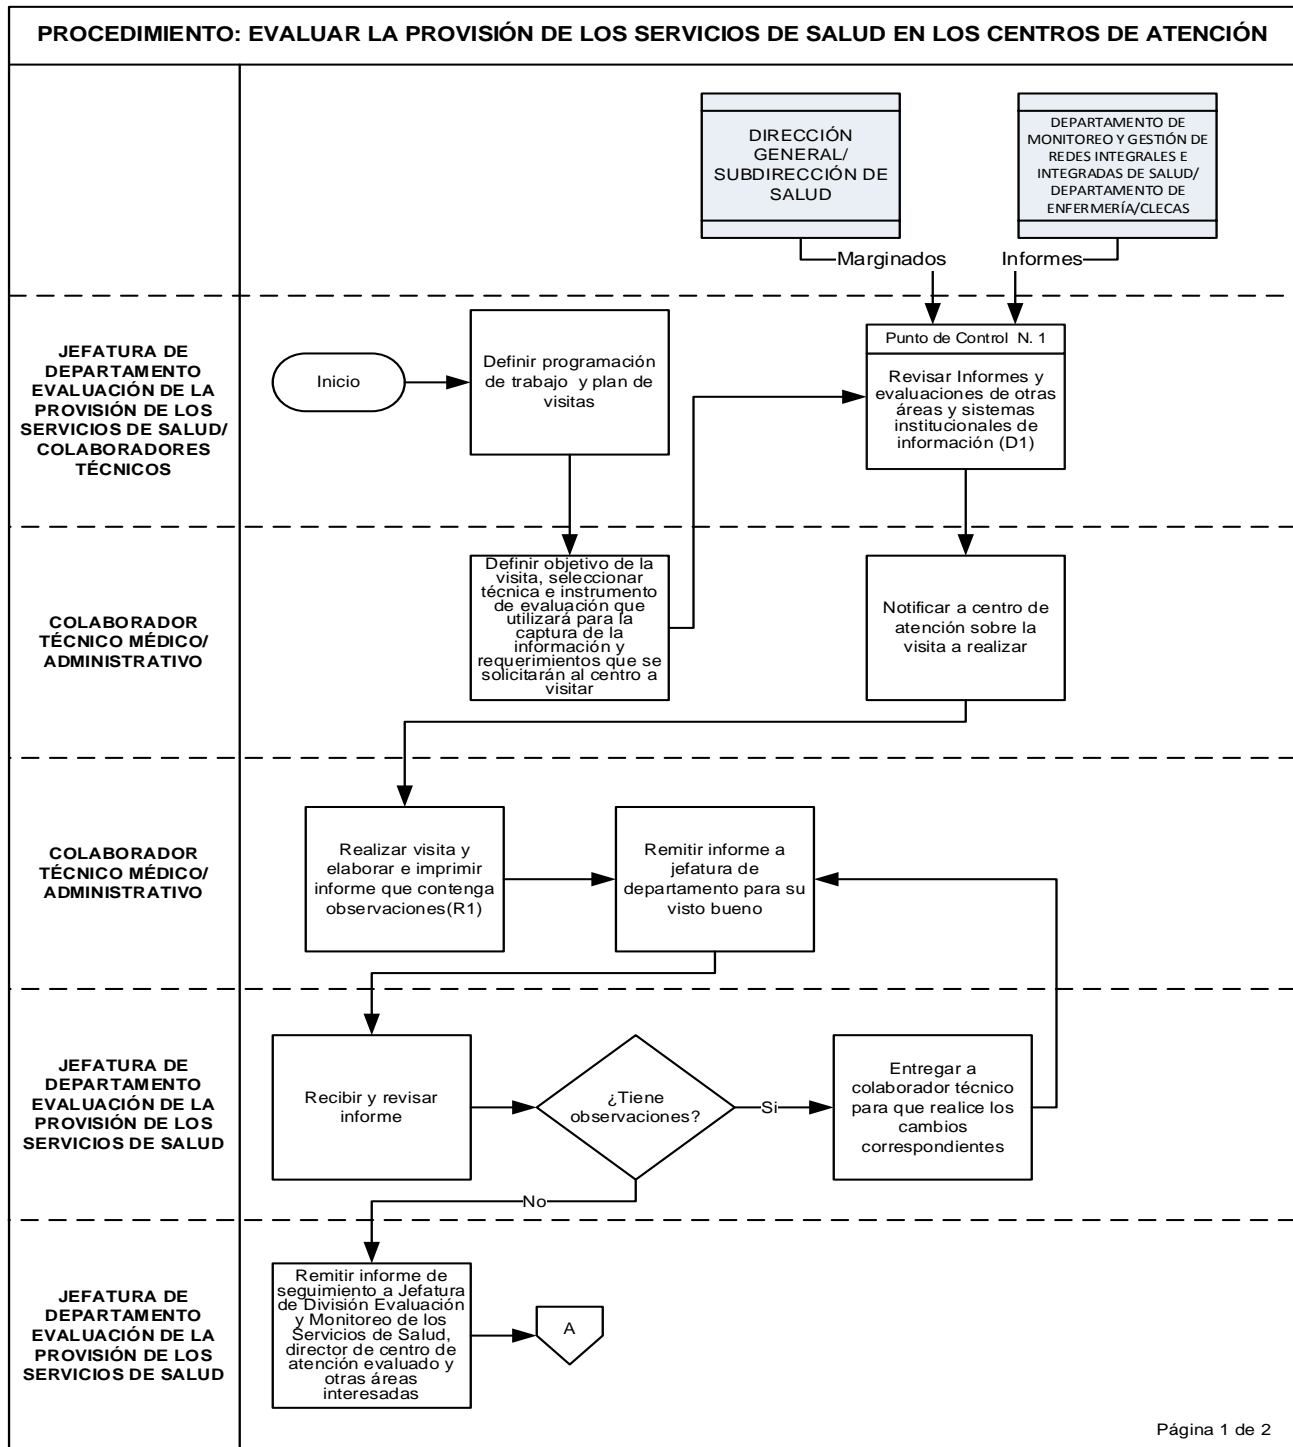 PROCEDIMIENTO: EVALUAR LA PROVISIÓN DE LOS SERVICIOS DE SALUD EN LOS CENTROS DE ATENCIÓN
DIRECCIÓN
GENERAL/
SUBDIRECCIÓN DE
SALUD
DEPARTAMENTO DE
MONITOREO Y GESTIÓN DE
REDES INTEGRALES E
INTEGRADAS DE SALUD/
DEPARTAMENTO DE
ENFERMERÍA/CLECAS
Marginados
Informes
JEFATURA DE
DEPARTAMENTO
EVALUACIÓN DE LA
PROVISIÓN DE LOS
SERVICIOS DE SALUD/
COLABORADORES
TÉCNICOS
Inicio
Definir programación
de trabajo y plan de
visitas
Punto de Control N. 1
Revisar Informes y
evaluaciones de otras
áreas y sistemas
institucionales de
información (D1)
COLABORADOR
TÉCNICO MÉDICO/
ADMINISTRATIVO
Definir objetivo de la
visita, seleccionar
técnica e instrumento
de evaluación que
utilizará para la
captura de la
información y
requerimientos que se
solicitarán al centro a
visitar
Notificar a centro de
atención sobre la
visita a realizar
COLABORADOR
TÉCNICO MÉDICO/
ADMINISTRATIVO
Realizar visita y
elaborar e imprimir
informe que contenga
observaciones(R1)
Remitir informe a
jefatura de
departamento para su
visto bueno
JEFATURA DE
DEPARTAMENTO
EVALUACIÓN DE LA
PROVISIÓN DE LOS
SERVICIOS DE SALUD
Recibir y revisar
informe
¿Tiene
observaciones?
Si
Entregar a
colaborador técnico
para que realice los
cambios
correspondientes
No
JEFATURA DE
DEPARTAMENTO
EVALUACIÓN DE LA
PROVISIÓN DE LOS
SERVICIOS DE SALUD
Remitir informe de
seguimiento a Jefatura
de División Evaluación
y Monitoreo de los
Servicios de Salud,
director de centro de
atención evaluado y
otras áreas
interesadas
A
Página 1 de 2